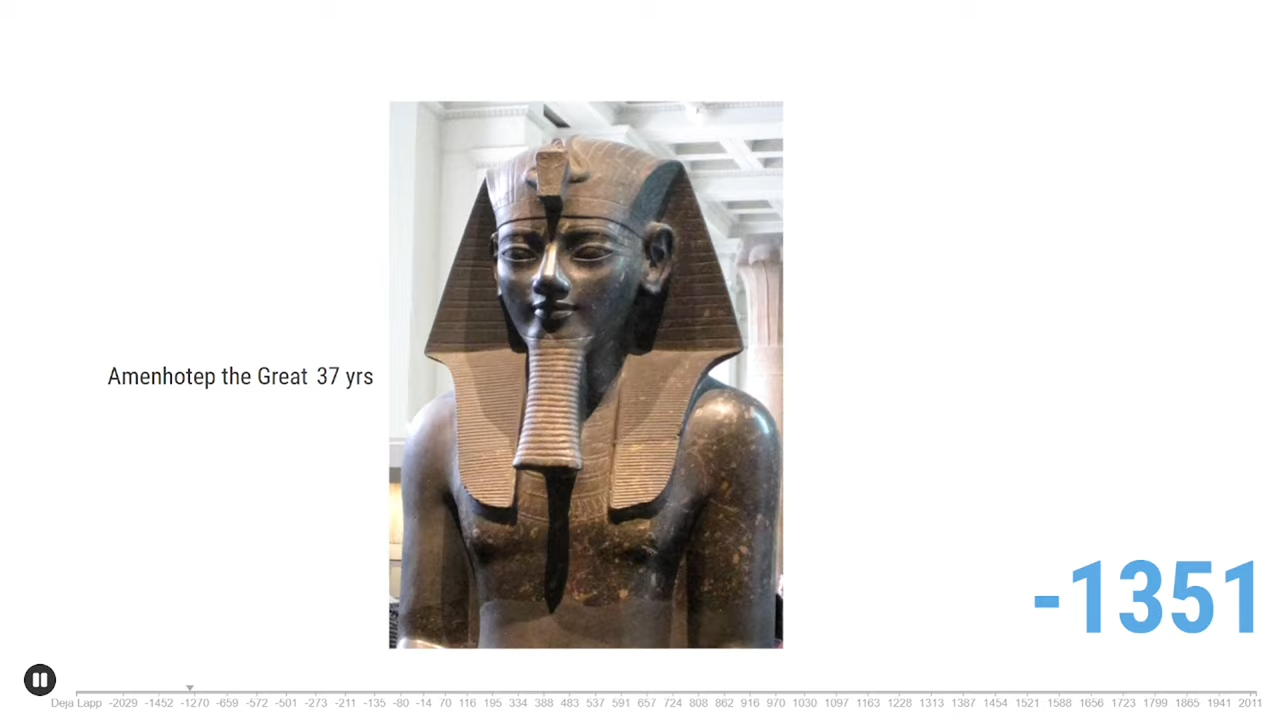 Amenhotep the Great 37 yrs
-1351
Deja Lapp -2029 -1452 -1270 -659 -572 -501 -273 -211 -135 -80 -14 70 116 195 334 388 483 537 591 657 724 808 862 916 970 1030 1097 1163 1228 1313 1387 1458 1521 1588 1656 1723 1799 1865 1941 2011